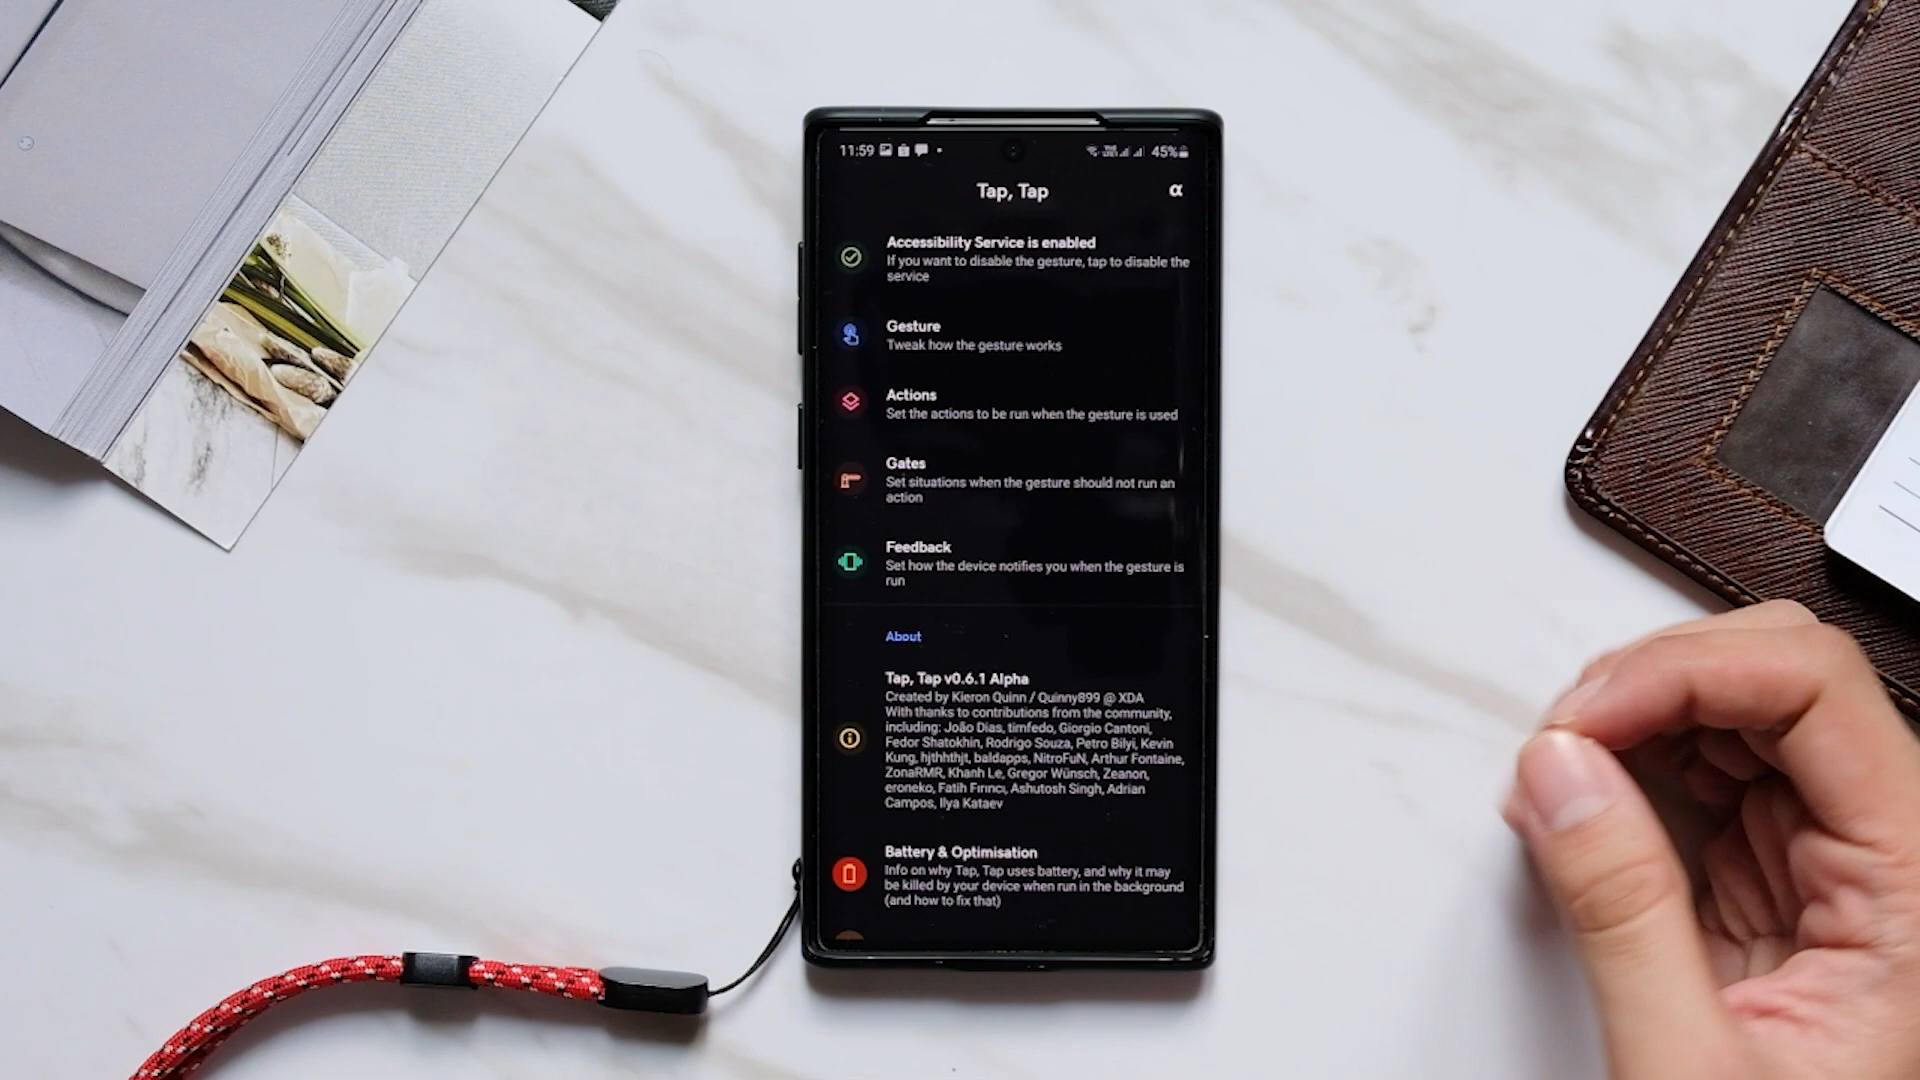 11:59
45%
Tap, Tap
α
Accessibility Service is enabled
If you want to disable the gesture, tap to disable the
service
Gesture
Tweak how the gesture works
Actions
Set the actions to be run when the gesture is used
Gates
Set situations when the gesture should not run an
action
Feedback
Set how the device notifies you when the gesture is
run
About
Tap, Tap v0.6.1 Alpha
Created by Kieron Quinn / Quinny899 @ XDA
With thanks to contributions from the community,
including: João Dias, timfedo, Giorgio Cantoni,
Fedor Shatokhin, Rodrigo Souza, Petro Bilyi, Kevin
Kung, hjthhthjt, baldapps, NitroFuN, Arthur Fontaine,
ZonaRMR, Khanh Le, Gregor Wünsch, Zeanon,
eroneko, Fatih Fırıncı, Ashutosh Singh, Adrian
Campos, Ilya Kataev
Battery & Optimisation
Info on why Tap, Tap uses battery, and why it may
be killed by your device when run in the background
(and how to fix that)